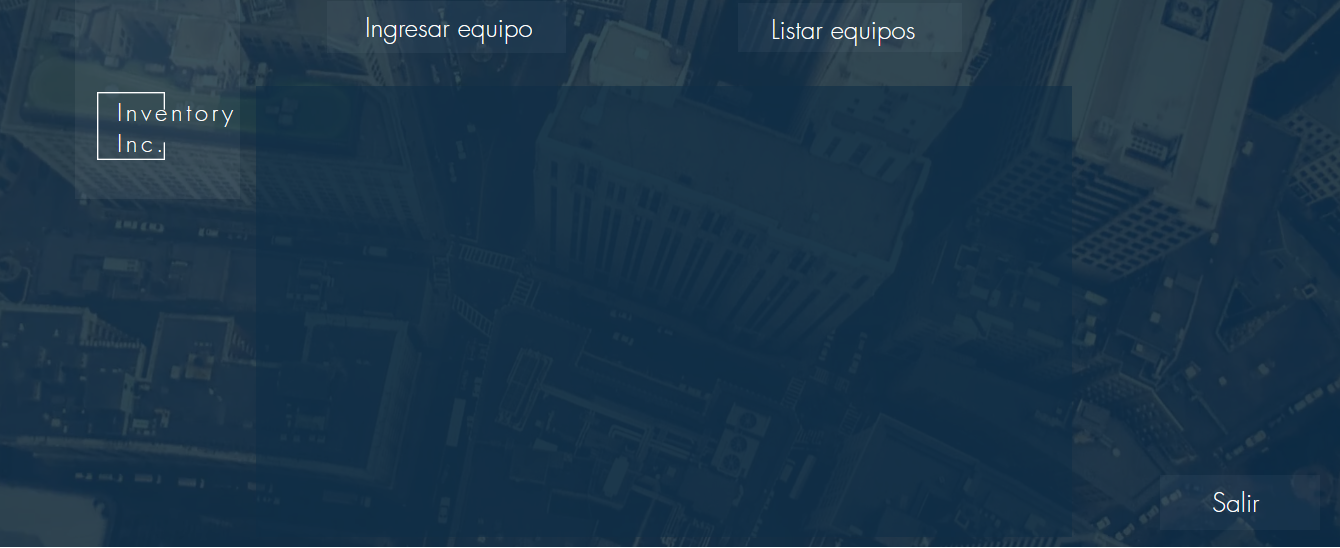 Ingresar equipo
Listar equipos
Inventory
Inc.
Salir